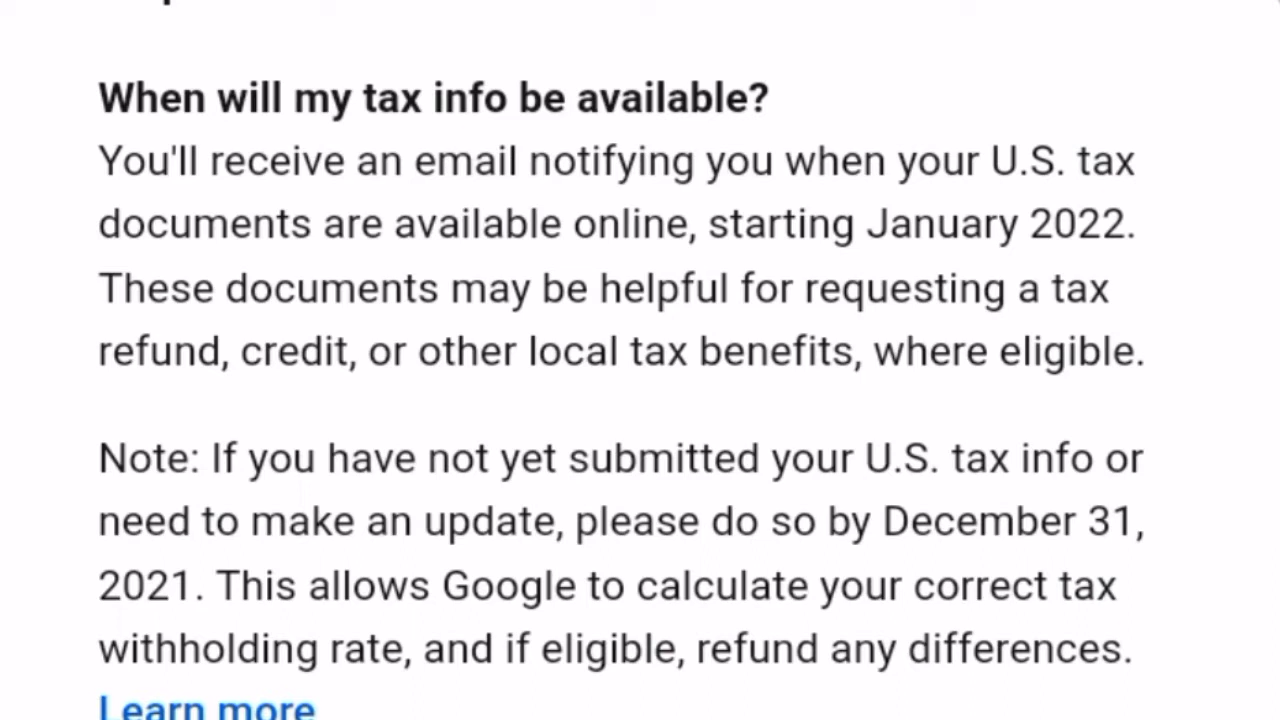 When will my tax info be available?
You'll receive an email notifying you when your U.S. tax
documents are available online, starting January 2022.
These documents may be helpful for requesting a tax
refund, credit, or other local tax benefits, where eligible.
Note: If you have not yet submitted your U.S. tax info or
need to make an update, please do so by December 31,
2021. This allows Google to calculate your correct tax
withholding rate, and if eligible, refund any differences.
Learn more